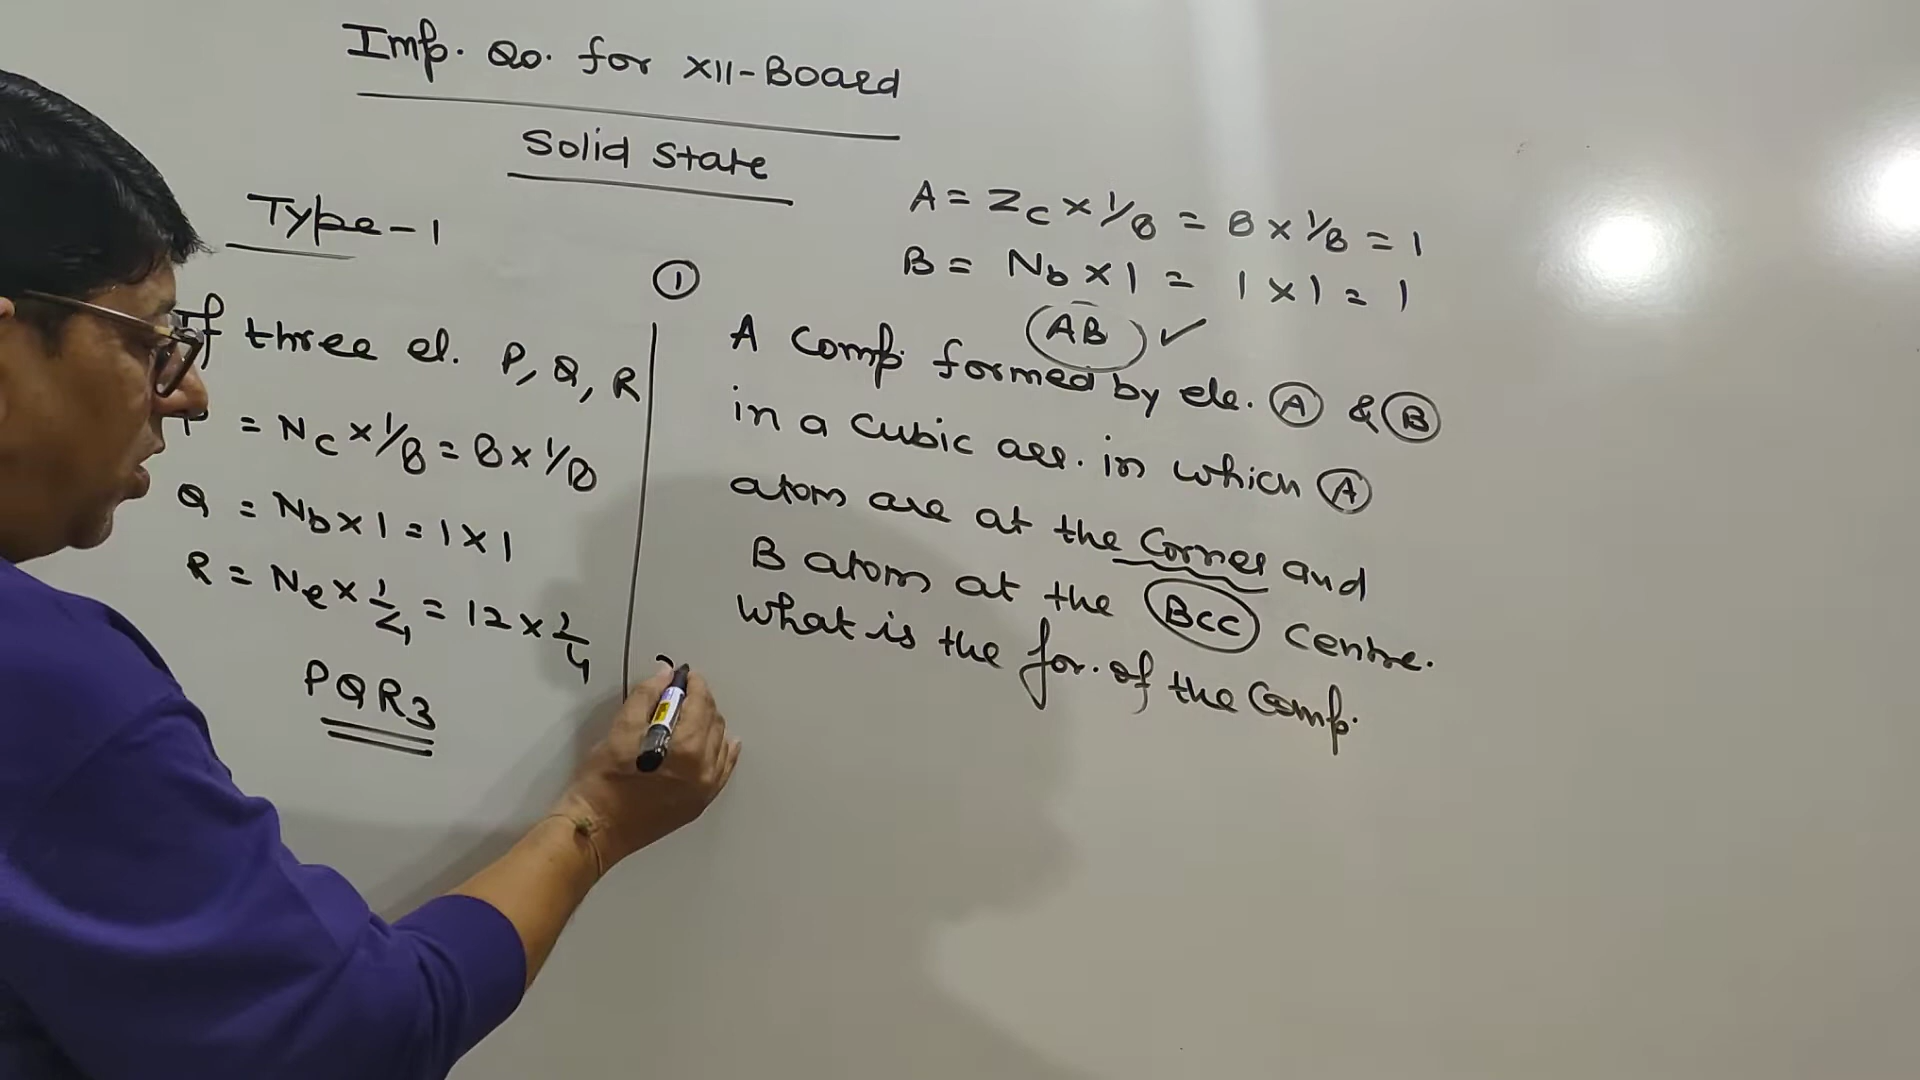 Imp. Qo. for XII-Board
Solid State
Type-1
If three el. P, Q, R
P = Nc × 1/8 = 8 × 1/8
Q = Nb × 1 = 1 × 1
R = Ne × 1/4 = 12 × 1/4
PQR3
①
A = Zc × 1/8 = 8 × 1/8 = 1
B = Nb × 1 = 1 × 1 = 1
AB ✓
A Comp. formed by ele. Ⓐ & Ⓑ
in a Cubic arr. in which Ⓐ
atom are at the Corner and
B atom at the BCC Centre.
What is the for. of the Comp.